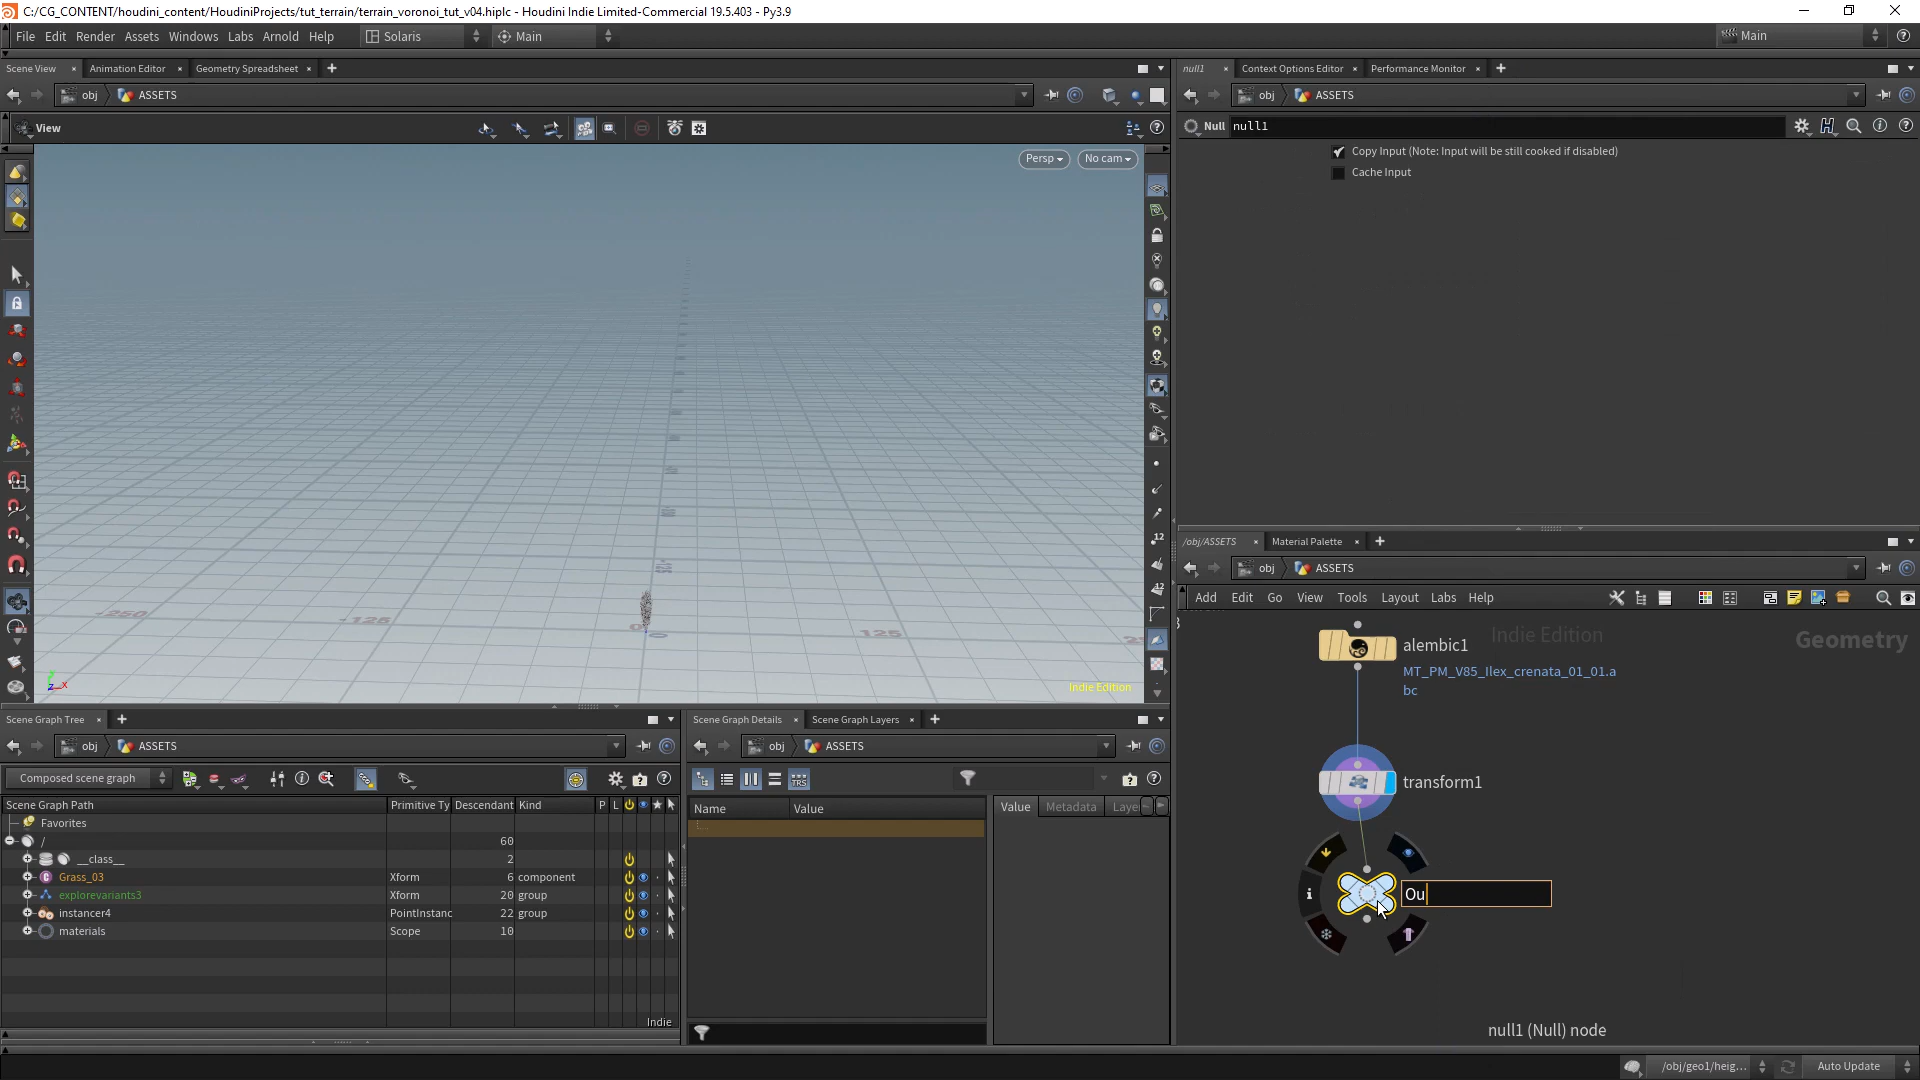 C:/CG_CONTENT/houdini_content/HoudiniProjects/tut_terrain/terrain_voronoi_tut_v04.hiplc - Houdini Indie Limited-Commercial 19.5.403 - Py3.9
File Edit Render Assets Windows Labs Arnold Help Solaris Main Main
Scene View Animation Editor Geometry Spreadsheet
null1 Context Options Editor Performance Monitor
obj ASSETS
obj ASSETS
View
Null null1
Persp No cam
Copy Input (Note: Input will be still cooked if disabled)
Cache Input
-250 -125 0 0 125
-125
Indie Edition
/obj/ASSETS Material Palette
obj ASSETS
Add Edit Go View Tools Layout Labs Help
Indie Edition
Geometry
alembic1
MT_PM_V85_Ilex_crenata_01_01.a
bc
transform1
Ou
null1 (Null) node
Scene Graph Tree
Scene Graph Details Scene Graph Layers
obj ASSETS
obj ASSETS
Composed scene graph
Scene Graph Path Primitive Ty Descendant Kind P L
Favorites
/ 60
__class__ 2
Grass_03 Xform 6 component
explorevariants3 Xform 20 group
instancer4 PointInstanc 22 group
materials Scope 10
Indie
Name Value
Value Metadata Laye
/obj/geo1/heig... Auto Update